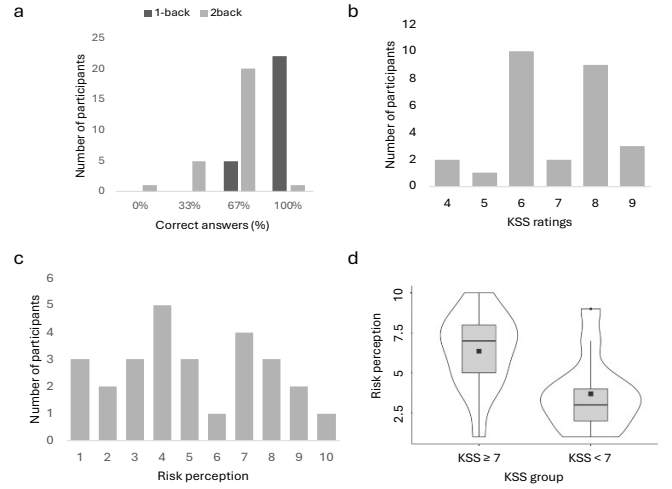 a
1-back 2back
Number of participants
25
20
15
10
5
0
0% 33% 67% 100%
Correct answers (%)
b
Number of participants
12
10
8
6
4
2
0
4 5 6 7 8 9
KSS ratings
c
Number of participants
6
5
4
3
2
1
0
1 2 3 4 5 6 7 8 9 10
Risk perception
d
Risk perception
10
7.5
5
2.5
KSS ≥ 7 KSS < 7
KSS group